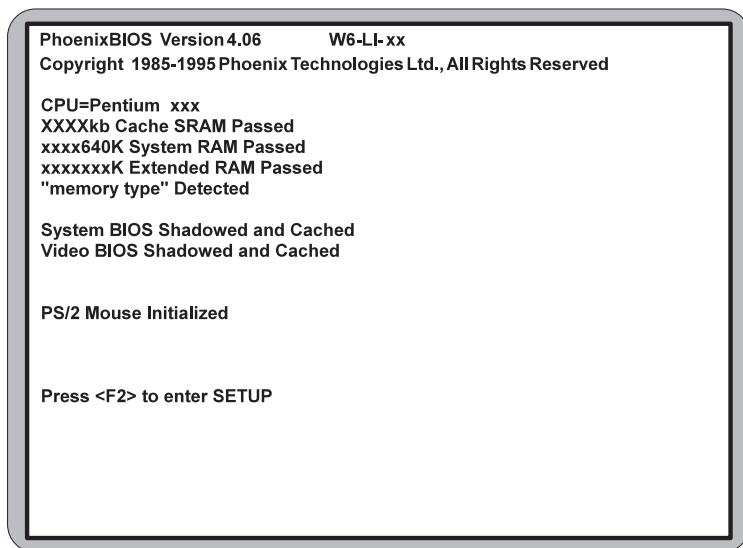 PhoenixBIOS Version 4.06 W6-LI-xx
Copyright 1985-1995 Phoenix Technologies Ltd., All Rights Reserved
CPU=Pentium xxx
XXXXkb Cache SRAM Passed
xxxx640K System RAM Passed
xxxxxxxK Extended RAM Passed
"memory type" Detected
System BIOS Shadowed and Cached
Video BIOS Shadowed and Cached
PS/2 Mouse Initialized
Press <F2> to enter SETUP